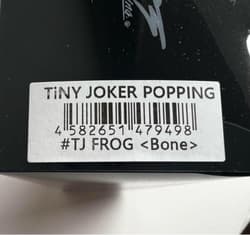 TiNY JOKER POPPING
4 582651 479498
#TJ FROG <Bone>